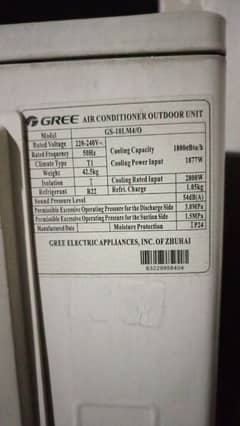 GREE AIR CONDITIONER OUTDOOR UNIT
Model GS-18LM4/O
Rated Voltage 220-240V~ Cooling Capacity 18000Btu/h
Rated Frequency 50Hz Cooling Power Input 1877W
Climate Type T1
Weight 42.5kg Cooling Rated Input 2800W
Isolation I Refri. Charge 1.05kg
Refrigerant R22
Sound Pressure Level 54dB(A)
Permissible Excessive Operating Pressure for the Discharge Side 3.0MPa
Permissible Excessive Operating Pressure for the Suction Side 1.5MPa
Manufactured Date Moisture Protection IP24
GREE ELECTRIC APPLIANCES, INC. OF ZHUHAI